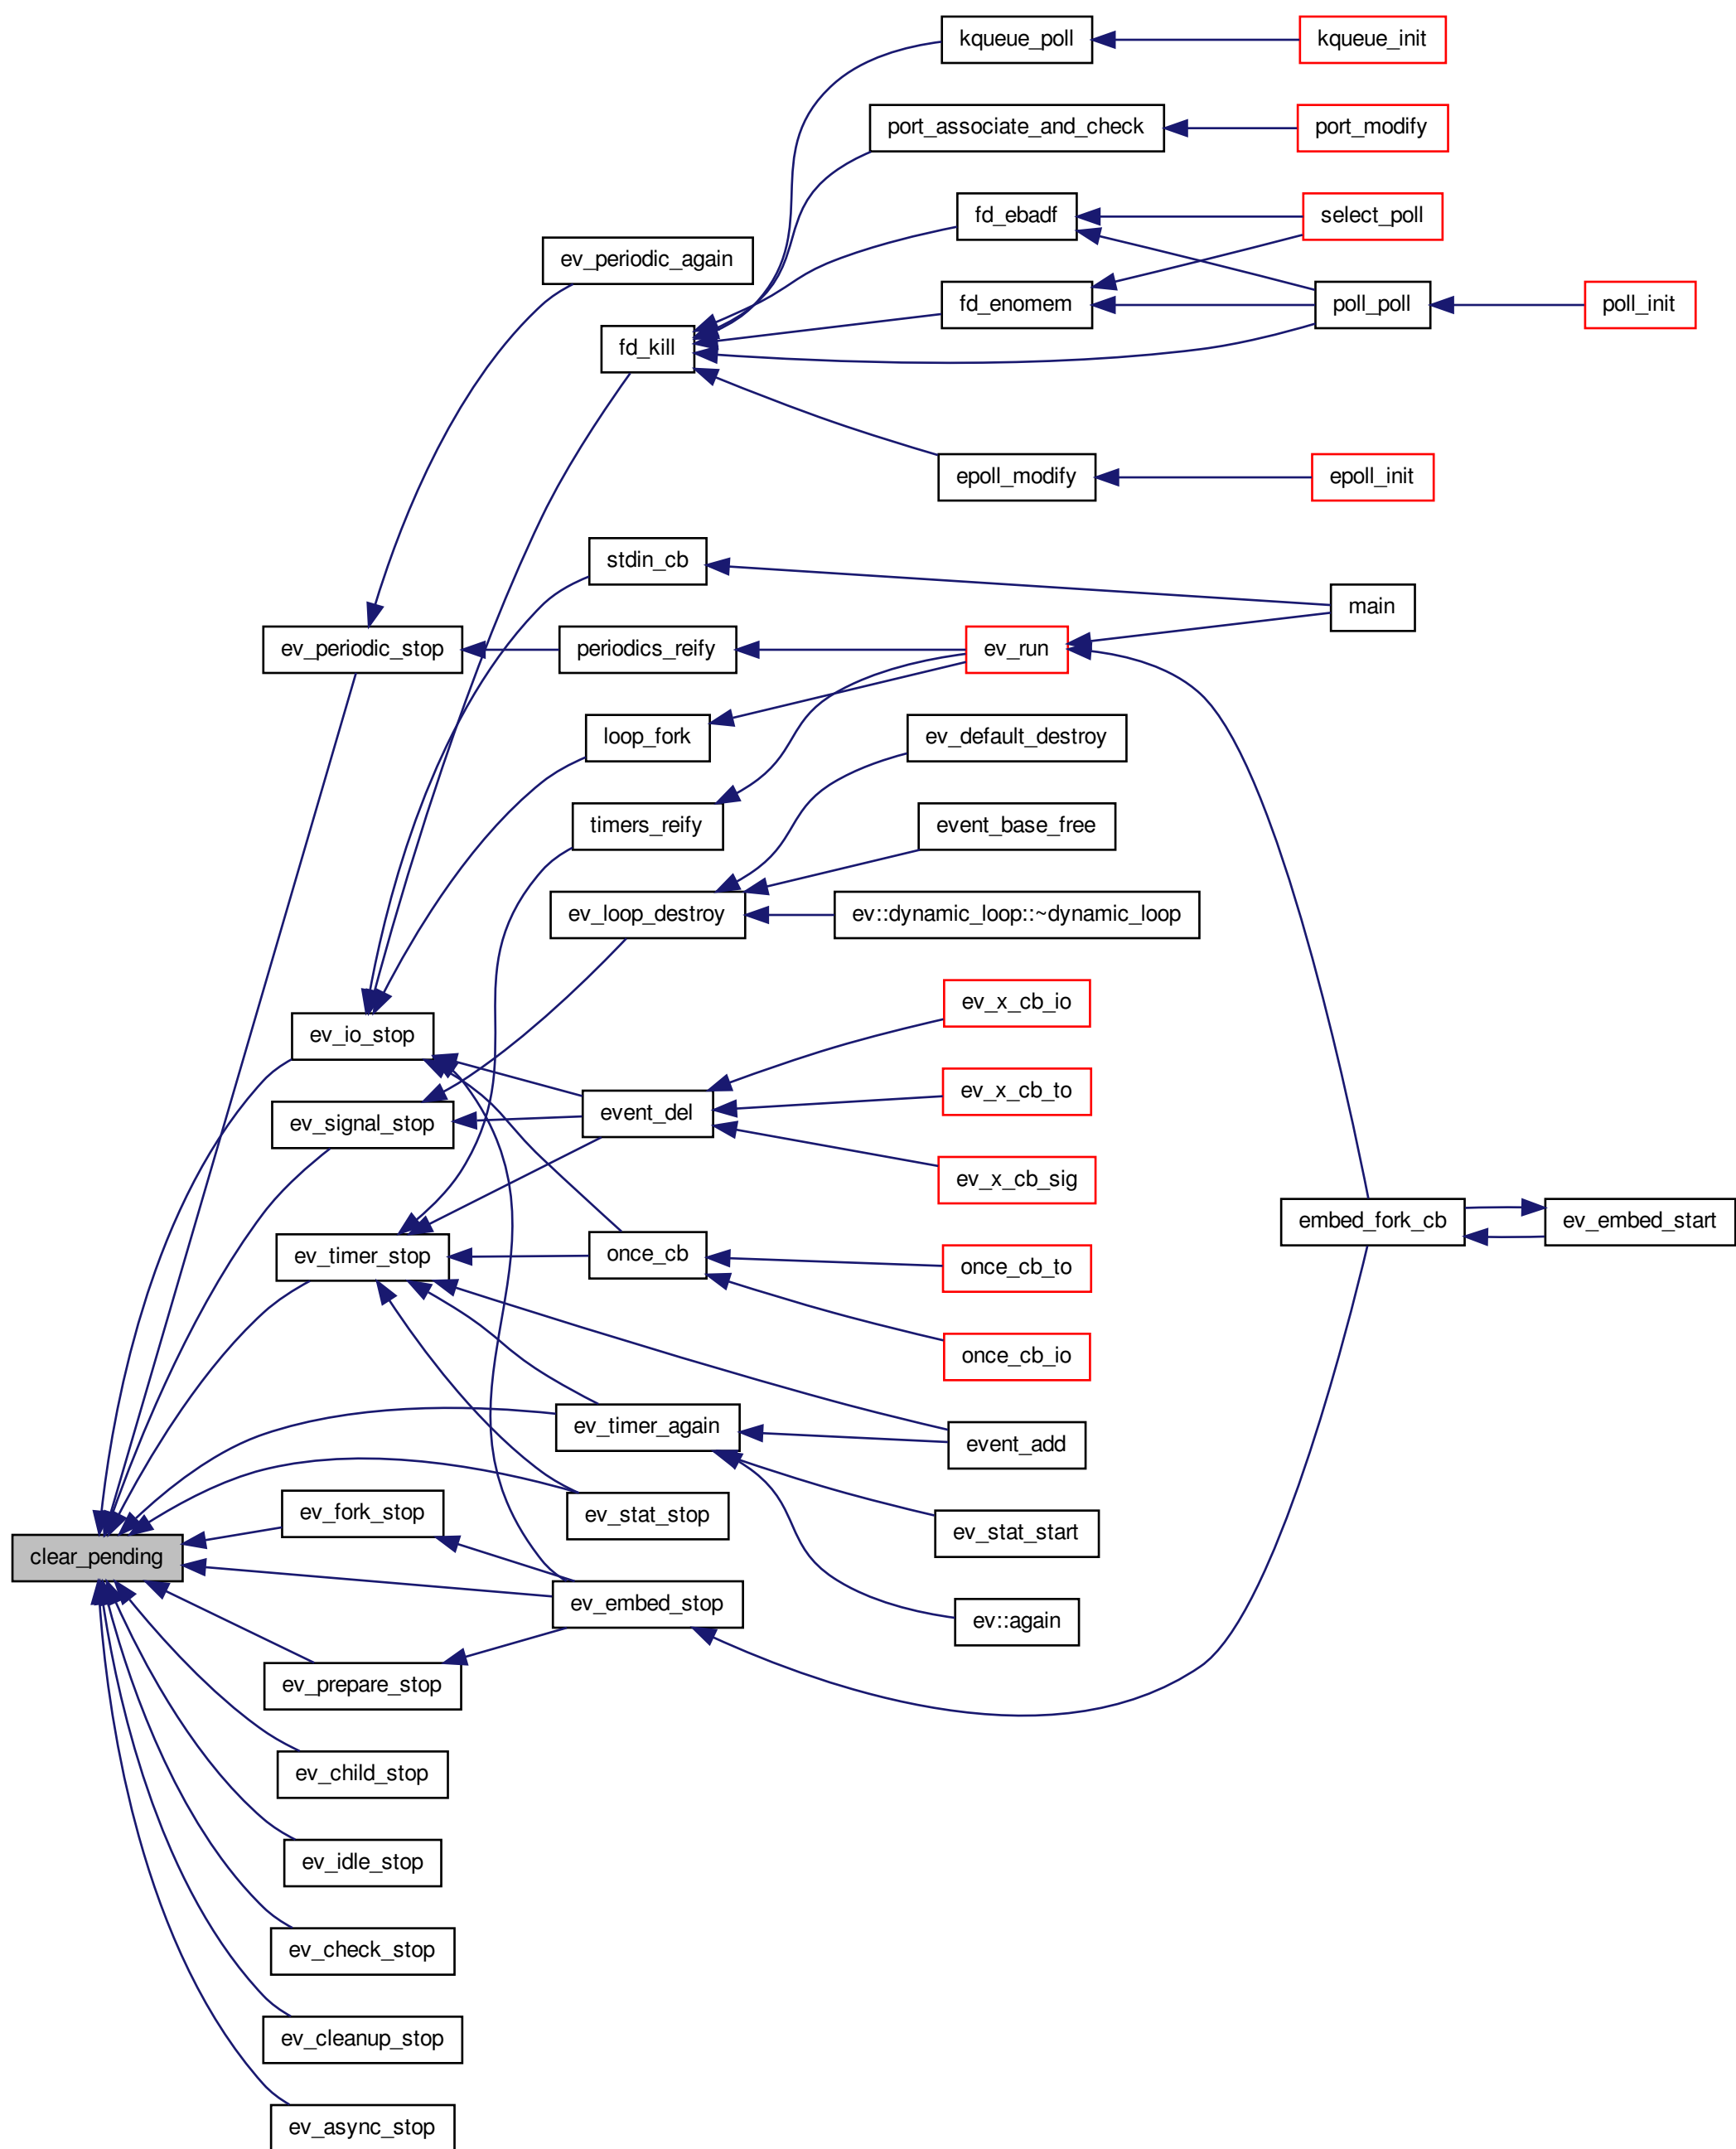 kqueue_poll
kqueue_init
port_associate_and_check
port_modify
fd_ebadf
select_poll
ev_periodic_again
fd_enomem
poll_poll
poll_init
fd_kill
epoll_modify
epoll_init
stdin_cb
main
ev_periodic_stop
periodics_reify
ev_run
loop_fork
ev_default_destroy
timers_reify
event_base_free
ev_loop_destroy
ev::dynamic_loop::~dynamic_loop
ev_x_cb_io
ev_io_stop
ev_x_cb_to
event_del
ev_signal_stop
ev_x_cb_sig
embed_fork_cb
ev_embed_start
ev_timer_stop
once_cb
once_cb_to
once_cb_io
ev_timer_again
event_add
ev_fork_stop
ev_stat_stop
ev_stat_start
clear_pending
ev_embed_stop
ev::again
ev_prepare_stop
ev_child_stop
ev_idle_stop
ev_check_stop
ev_cleanup_stop
ev_async_stop